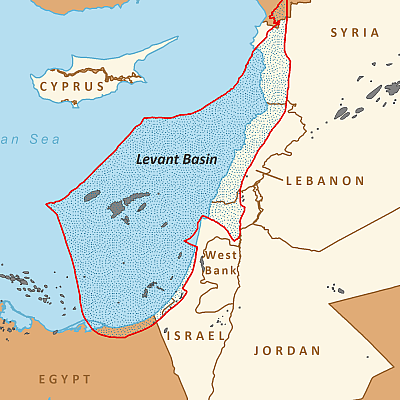 SYRIA
CYPRUS
an Sea
Levant Basin
LEBANON
West
Bank
ISRAEL
JORDAN
EGYPT